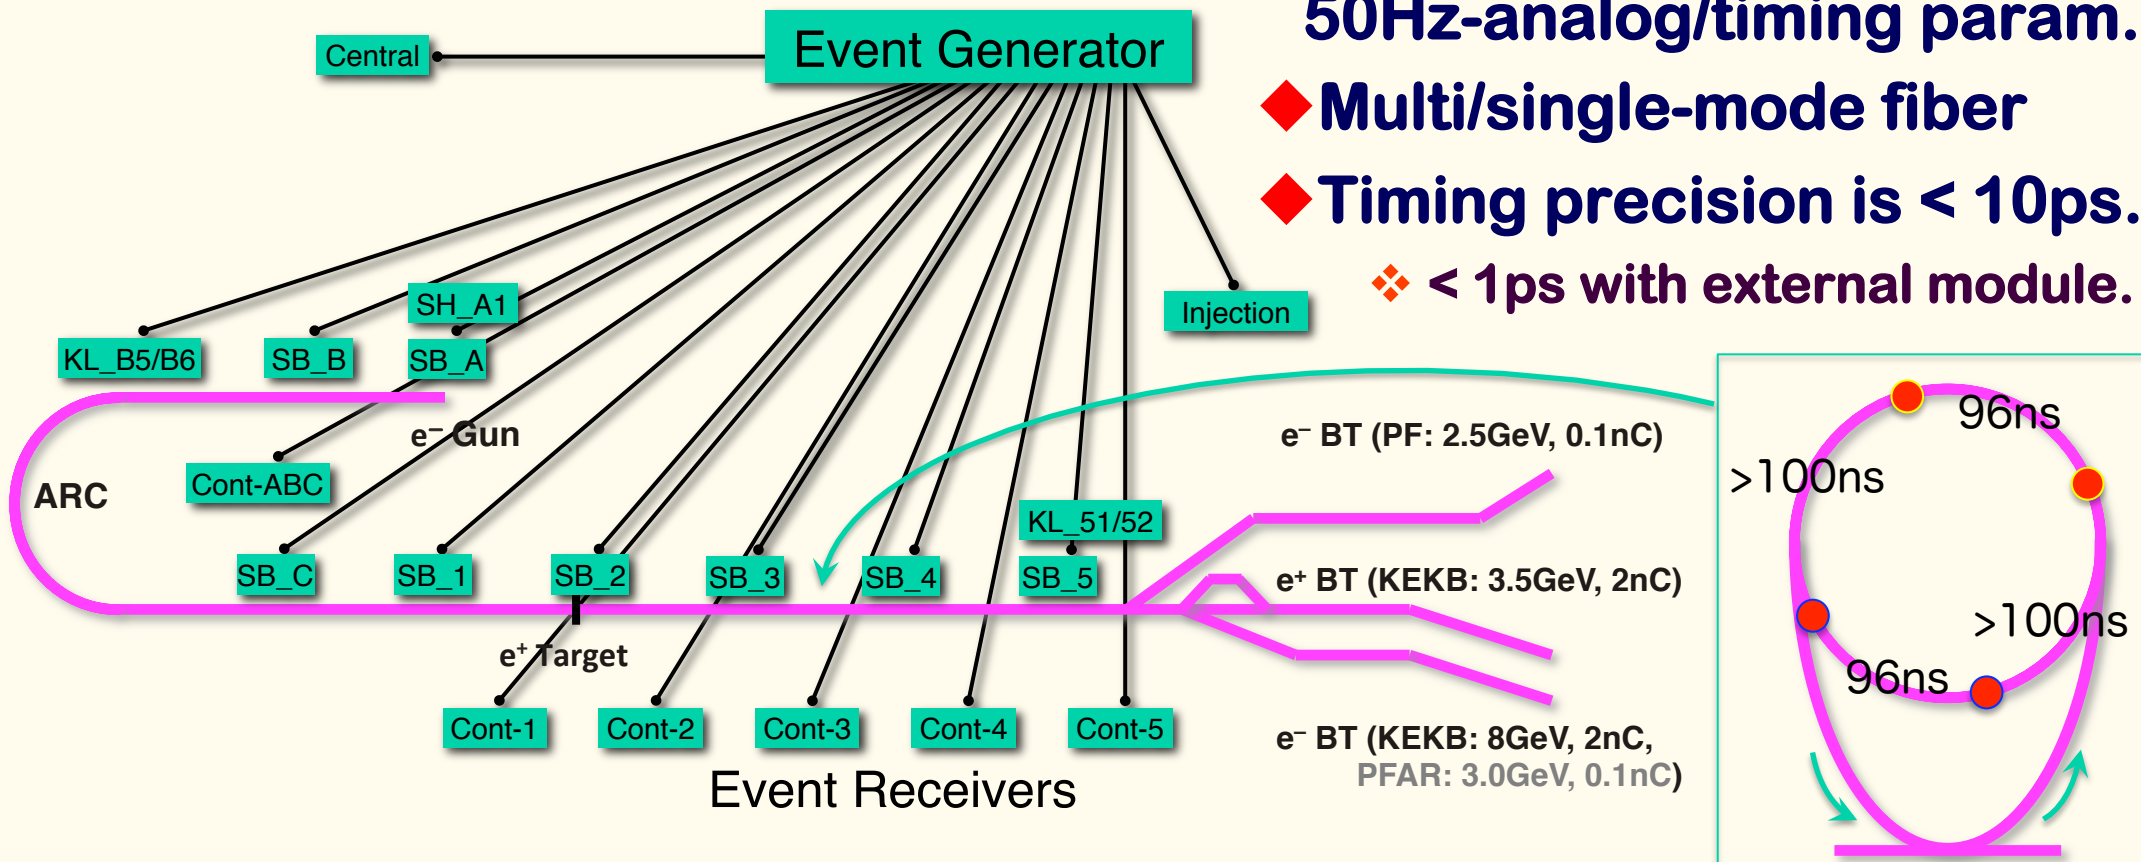 50Hz-analog/timing param.
Event Generator
Central
Multi/single-mode fiber
Timing precision is < 10ps.
< 1ps with external module.
SH_A1
Injection
KL_B5/B6
SB_B
SB_A
96ns
e– Gun
e– BT (PF: 2.5GeV, 0.1nC)
>100ns
Cont-ABC
ARC
KL_51/52
SB_C
SB_1
SB_2
SB_3
SB_4
SB_5
e+ BT (KEKB: 3.5GeV, 2nC)
>100ns
e+ Target
96ns
Cont-1
Cont-2
Cont-3
Cont-4
Cont-5
e– BT (KEKB: 8GeV, 2nC,
PFAR: 3.0GeV, 0.1nC)
Event Receivers